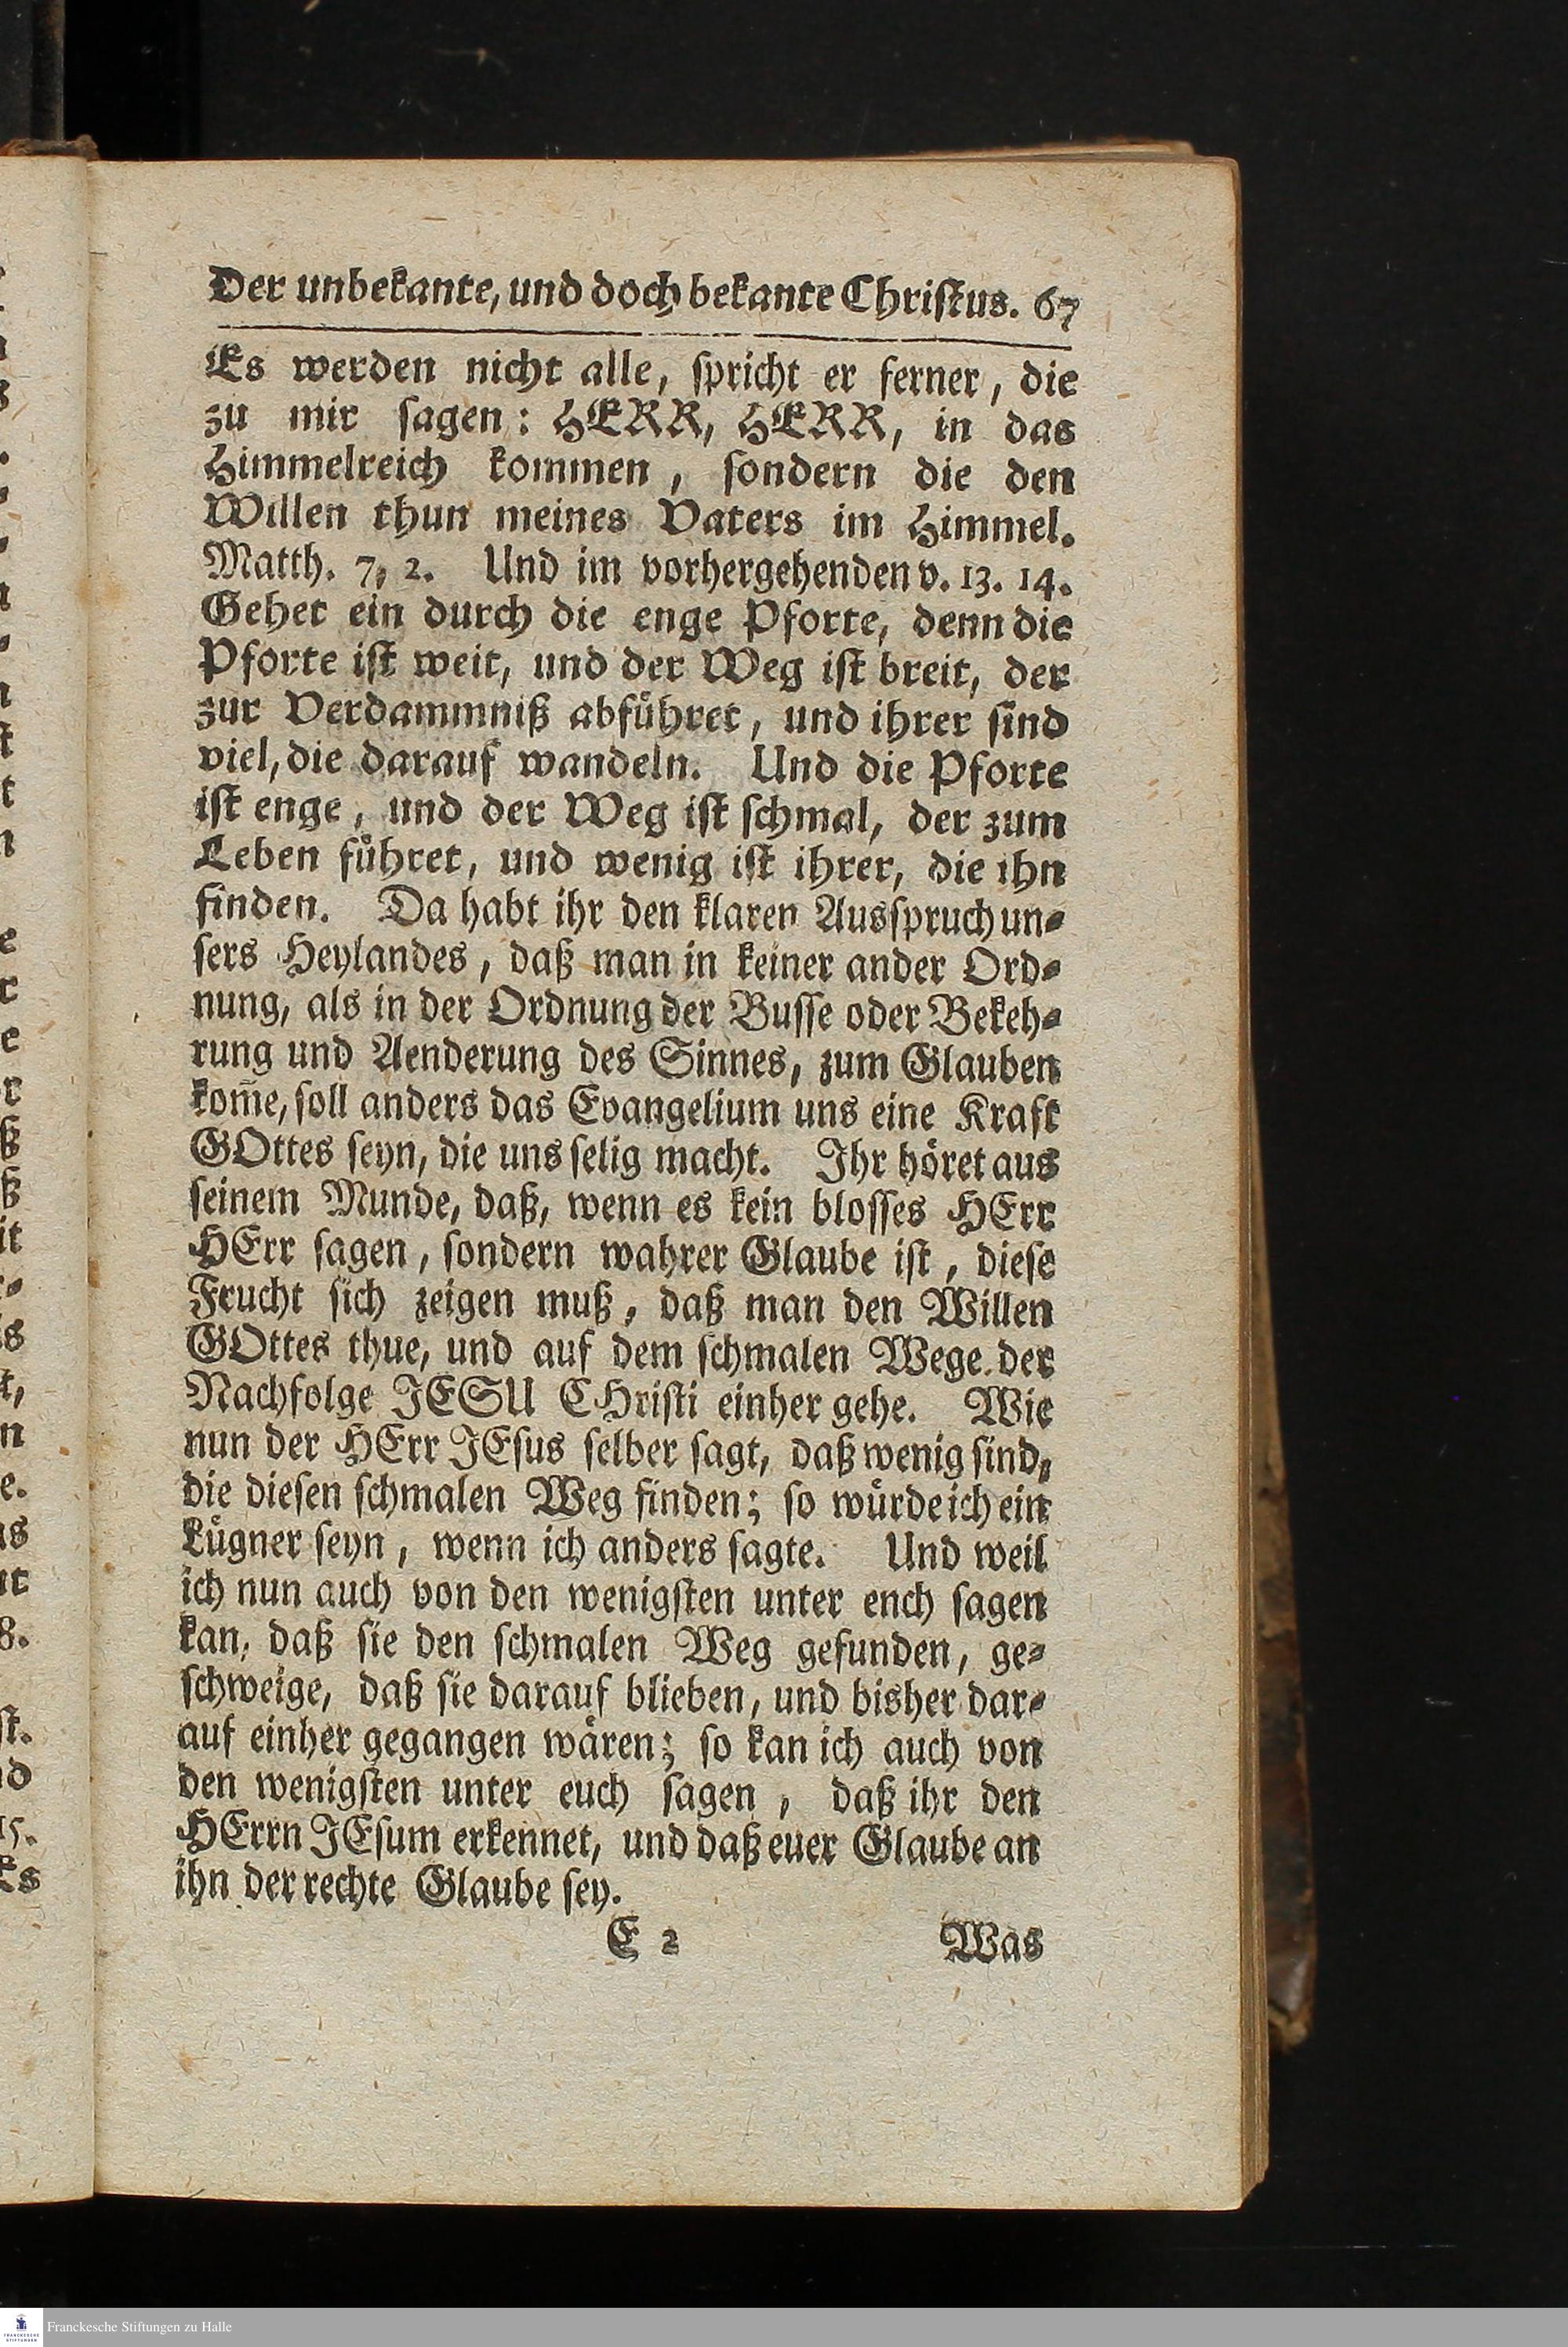 Der unbekante, und doch bekante Christus. 67
Es werden nicht alle, spricht er ferner, die
zu mir sagen: HERR, HERR, in das
Himmelreich kommen, sondern die den
Willen thun meines Vaters im Himmel.
Matth. 7, 2. Und im vorhergehenden v. 13. 14.
Gehet ein durch die enge Pforte, denn die
Pforte ist weit, und der Weg ist breit, der
zur Verdammniß abführet, und ihrer sind
viel, die darauf wandeln. Und die Pforte
ist enge, und der Weg ist schmal, der zum
Leben führet, und wenig ist ihrer, die ihn
finden. Da habt ihr den klaren Ausspruch un-
sers Heylandes, daß man in keiner ander Ord-
nung, als in der Ordnung der Busse oder Bekeh-
rung und Aenderung des Sinnes, zum Glauben
kom̃e, soll anders das Evangelium uns eine Kraft
GOttes seyn, die uns selig macht. Ihr höret aus
seinem Munde, daß, wenn es kein blosses HErr
HErr sagen, sondern wahrer Glaube ist, diese
Frucht sich zeigen muß, daß man den Willen
GOttes thue, und auf dem schmalen Wege der
Nachfolge JESU CHristi einher gehe. Wie
nun der HErr JEsus selber sagt, daß wenig sind,
die diesen schmalen Weg finden; so würde ich ein
Lügner seyn, wenn ich anders sagte. Und weil
ich nun auch von den wenigsten unter ench sagen
kan, daß sie den schmalen Weg gefunden, ge-
schweige, daß sie darauf blieben, und bisher dar-
auf einher gegangen wären; so kan ich auch von
den wenigsten unter euch sagen, daß ihr den
HErrn JEsum erkennet, und daß euer Glaube an
ihn der rechte Glaube sey.
E 2 Was
Franckesche Stiftungen zu Halle